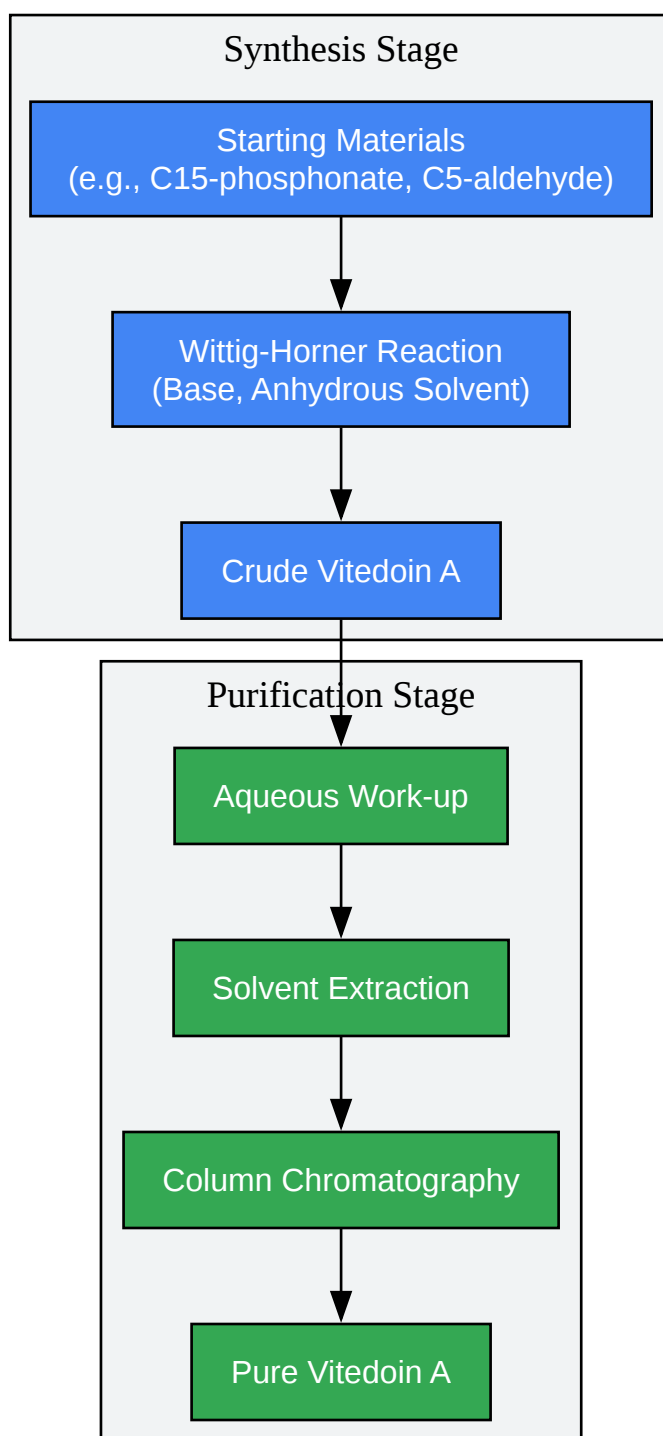 Synthesis Stage
Starting Materials
(e.g., C15-phosphonate, C5-aldehyde)
Wittig-Horner Reaction
(Base, Anhydrous Solvent)
Crude Vitedoin A
Purification Stage
Aqueous Work-up
Solvent Extraction
Column Chromatography
Pure Vitedoin A